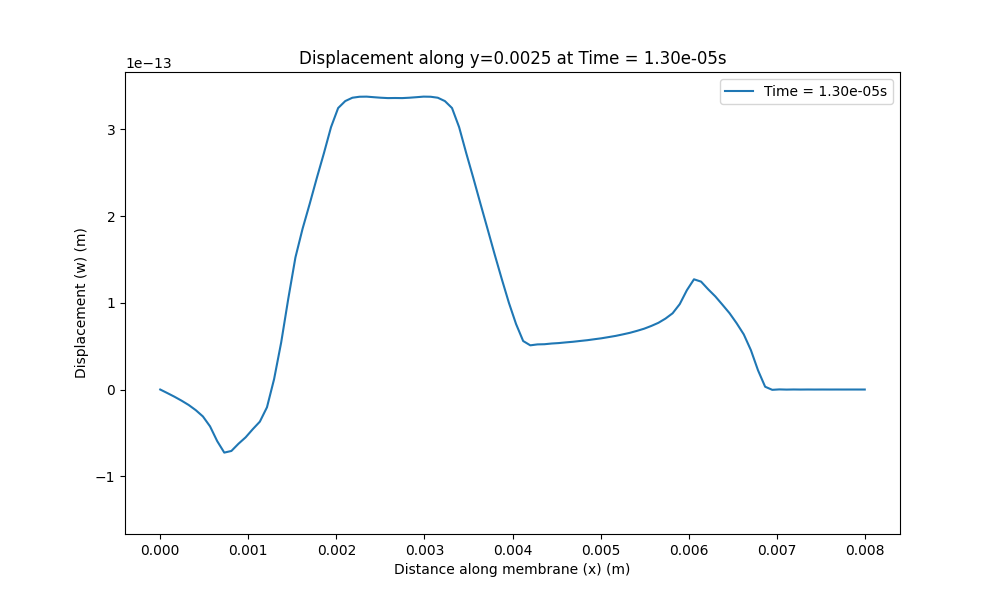 Displacement along y=0.0025 at Time = 1.30e-05s
1e−13
Time = 1.30e-05s
3
2
1
0
−1
Displacement (w) (m)
0.000 0.001 0.002 0.003 0.004 0.005 0.006 0.007 0.008
Distance along membrane (x) (m)